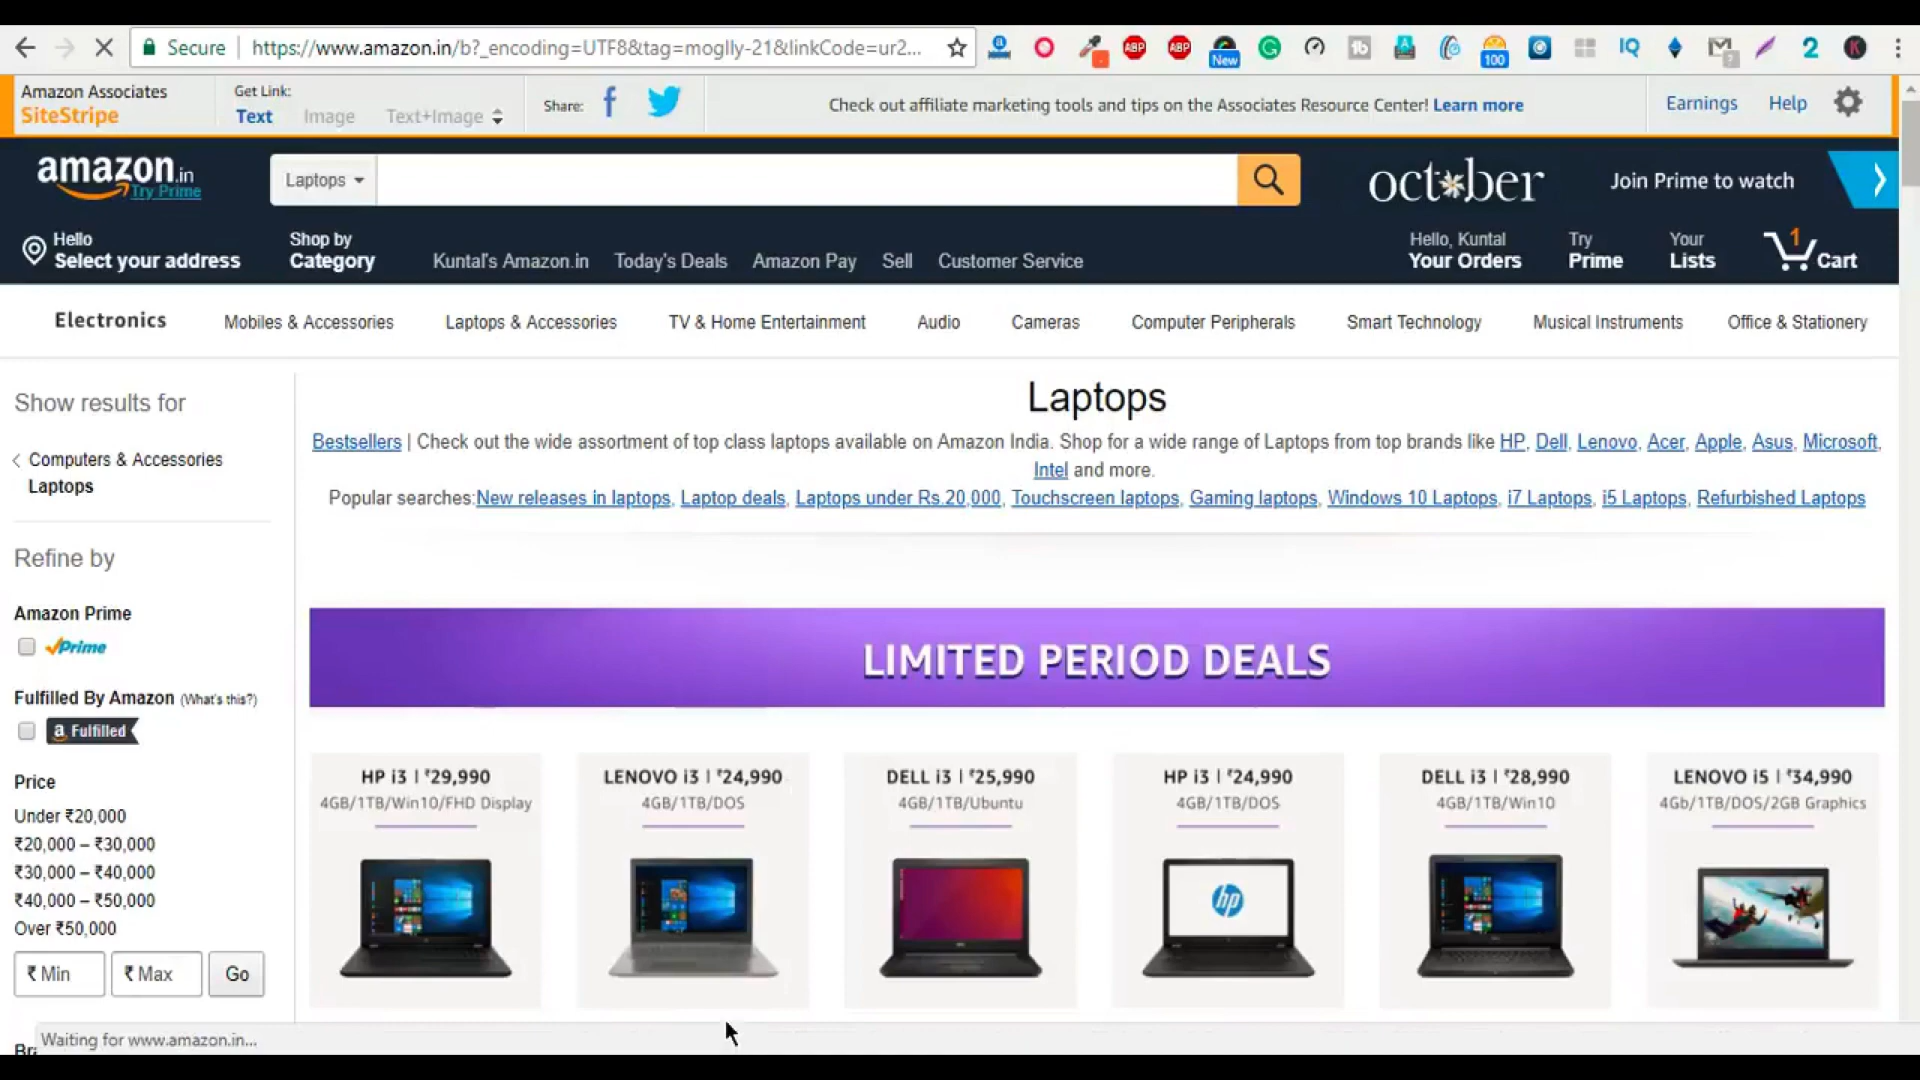 Secure https://www.amazon.in/b?_encoding=UTF8&tag=moglly-21&linkCode=ur2...
ABP ABP New 100 IQ 2 K
Amazon Associates
SiteStripe
Get Link:
Text Image Text+Image
Share:
Check out affiliate marketing tools and tips on the Associates Resource Center! Learn more
Earnings Help
amazon.in
Try Prime
Laptops
october
Join Prime to watch
Hello
Select your address
Shop by
Category
Kuntal's Amazon.in Today's Deals Amazon Pay Sell Customer Service
Hello, Kuntal
Your Orders
Try
Prime
Your
Lists
1
Cart
Electronics Mobiles & Accessories Laptops & Accessories TV & Home Entertainment Audio Cameras Computer Peripherals Smart Technology Musical Instruments Office & Stationery
Show results for
Computers & Accessories
Laptops
Refine by
Amazon Prime
Prime
Fulfilled By Amazon (What's this?)
a Fulfilled
Price
Under ₹20,000
₹20,000 – ₹30,000
₹30,000 – ₹40,000
₹40,000 – ₹50,000
Over ₹50,000
₹ Min ₹ Max Go
Laptops
Bestsellers | Check out the wide assortment of top class laptops available on Amazon India. Shop for a wide range of Laptops from top brands like HP, Dell, Lenovo, Acer, Apple, Asus, Microsoft,
Intel and more.
Popular searches:New releases in laptops, Laptop deals, Laptops under Rs.20,000, Touchscreen laptops, Gaming laptops, Windows 10 Laptops, i7 Laptops, i5 Laptops, Refurbished Laptops
LIMITED PERIOD DEALS
HP i3 | ₹29,990
4GB/1TB/Win10/FHD Display
LENOVO i3 | ₹24,990
4GB/1TB/DOS
DELL i3 | ₹25,990
4GB/1TB/Ubuntu
HP i3 | ₹24,990
4GB/1TB/DOS
hp
DELL i3 | ₹28,990
4GB/1TB/Win10
LENOVO i5 | ₹34,990
4Gb/1TB/DOS/2GB Graphics
Waiting for www.amazon.in...